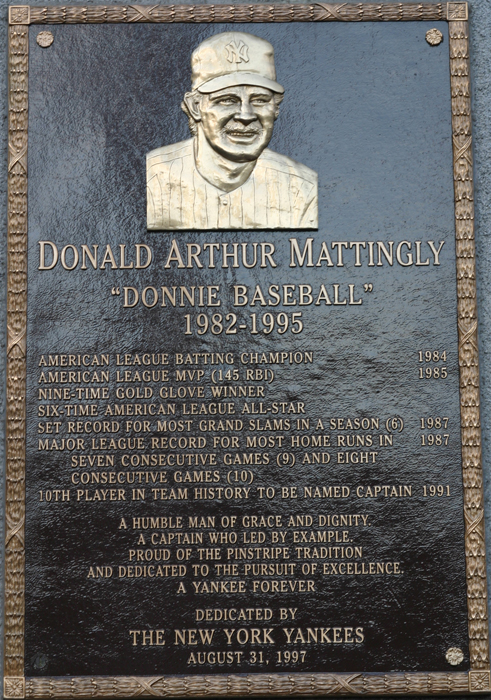 NY
DONALD ARTHUR MATTINGLY
"DONNIE BASEBALL"
1982-1995
AMERICAN LEAGUE BATTING CHAMPION 1984
AMERICAN LEAGUE MVP (145 RBI) 1985
NINE-TIME GOLD GLOVE WINNER
SIX-TIME AMERICAN LEAGUE ALL-STAR
SET RECORD FOR MOST GRAND SLAMS IN A SEASON (6) 1987
MAJOR LEAGUE RECORD FOR MOST HOME RUNS IN 1987
SEVEN CONSECUTIVE GAMES (9) AND EIGHT
CONSECUTIVE GAMES (10)
10TH PLAYER IN TEAM HISTORY TO BE NAMED CAPTAIN 1991
A HUMBLE MAN OF GRACE AND DIGNITY.
A CAPTAIN WHO LED BY EXAMPLE.
PROUD OF THE PINSTRIPE TRADITION
AND DEDICATED TO THE PURSUIT OF EXCELLENCE.
A YANKEE FOREVER
DEDICATED BY
THE NEW YORK YANKEES
AUGUST 31, 1997